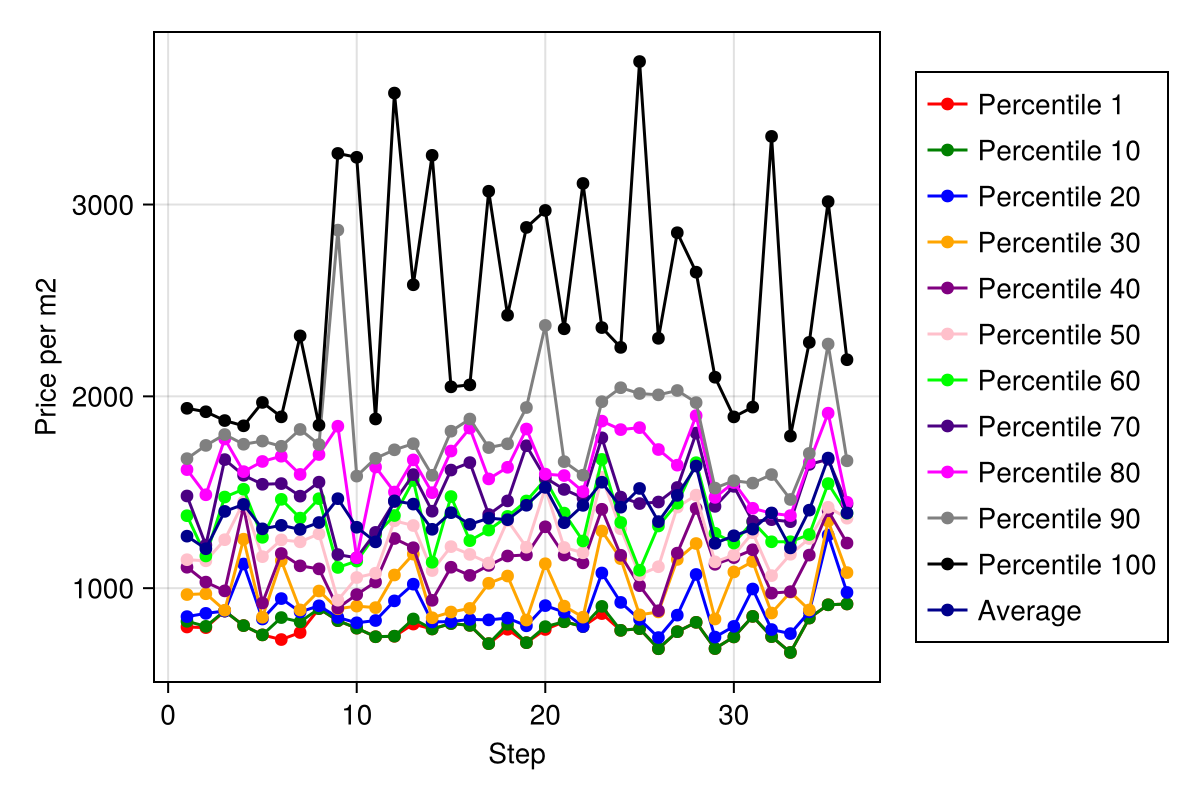 3000
2000
1000
Price per m2
0
10
20
30
Step
Percentile 1
Percentile 10
Percentile 20
Percentile 30
Percentile 40
Percentile 50
Percentile 60
Percentile 70
Percentile 80
Percentile 90
Percentile 100
Average